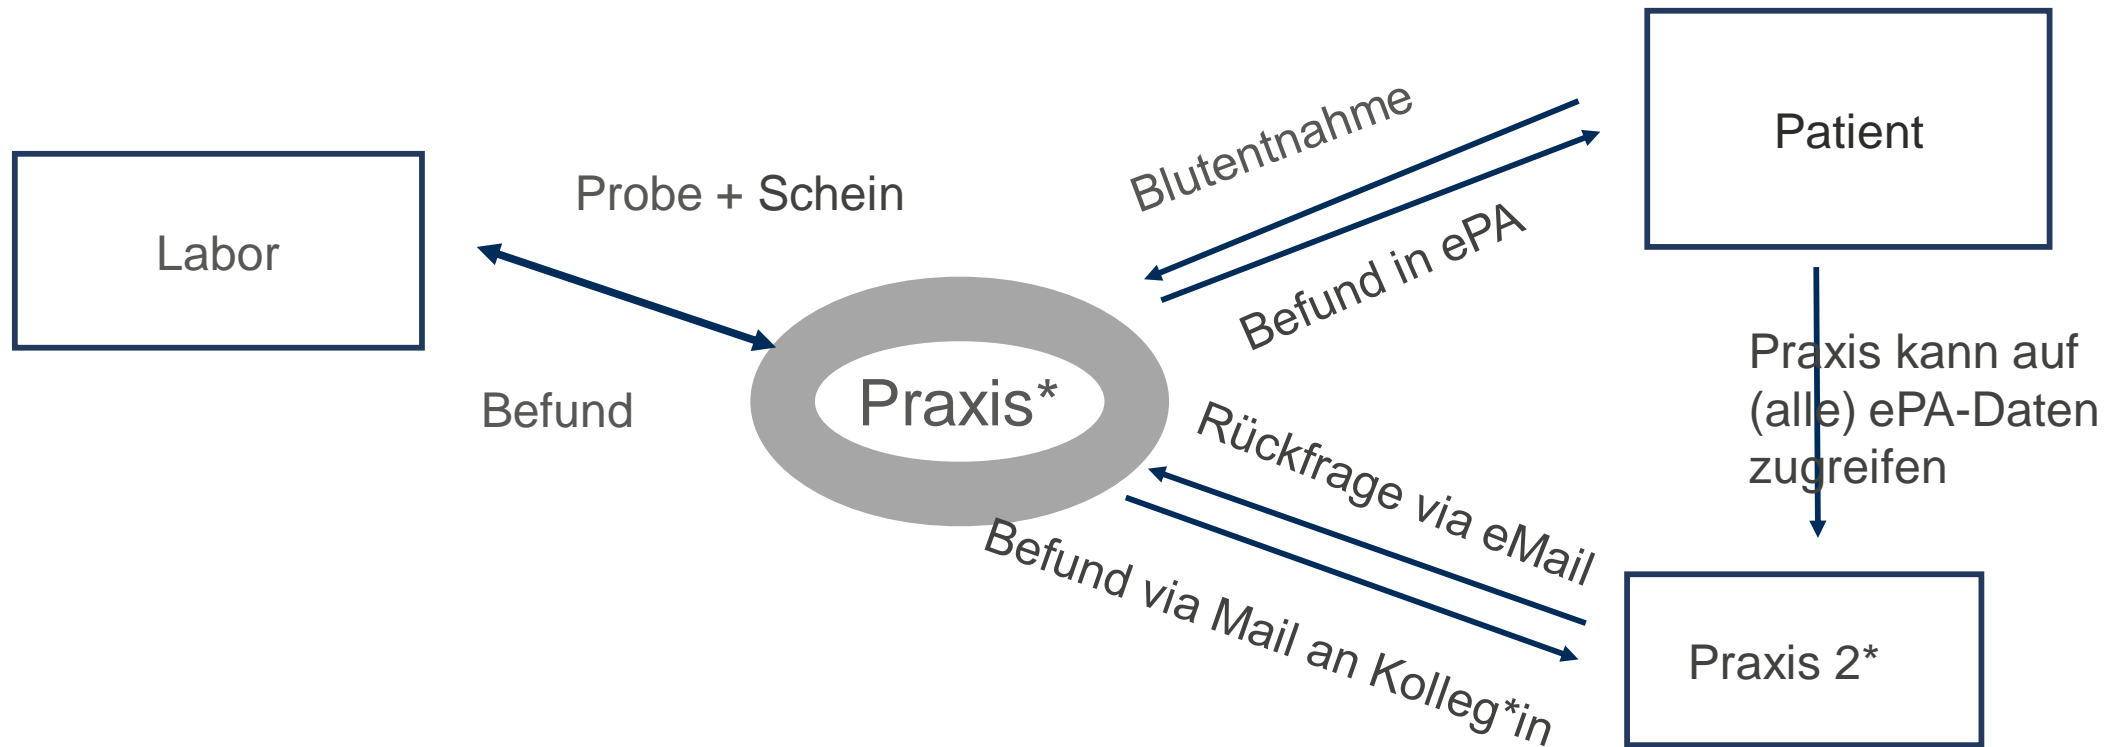 Patient
Blutentnahme
Probe + Schein
Labor
Befund in ePA
Praxis kann auf
(alle) ePA-Daten
zugreifen
Praxis*
Befund
Rückfrage via eMail
Befund via Mail an Kolleg*in
Praxis 2*